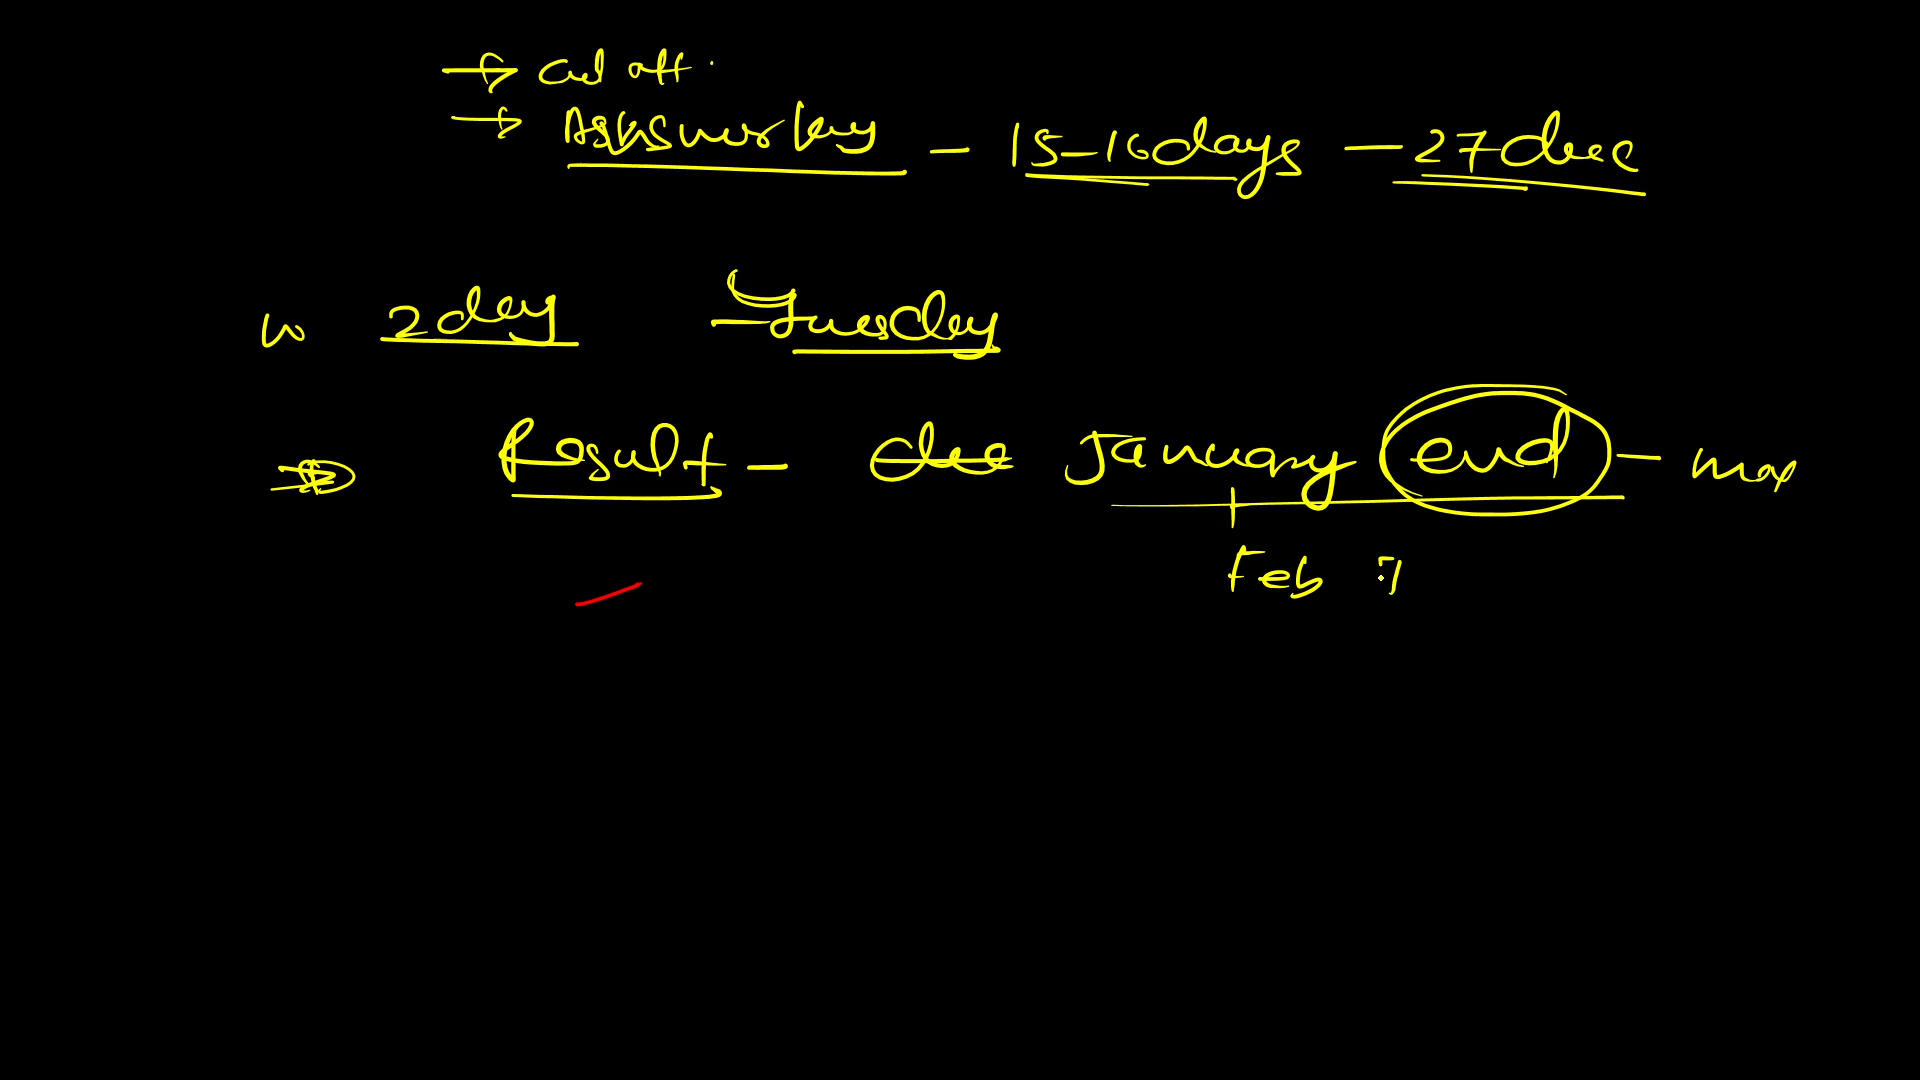 → Cut off
→ Answer key - 15-16 days - 27 dec
2 day - Tuesday
Result - dec January end - max
Feb